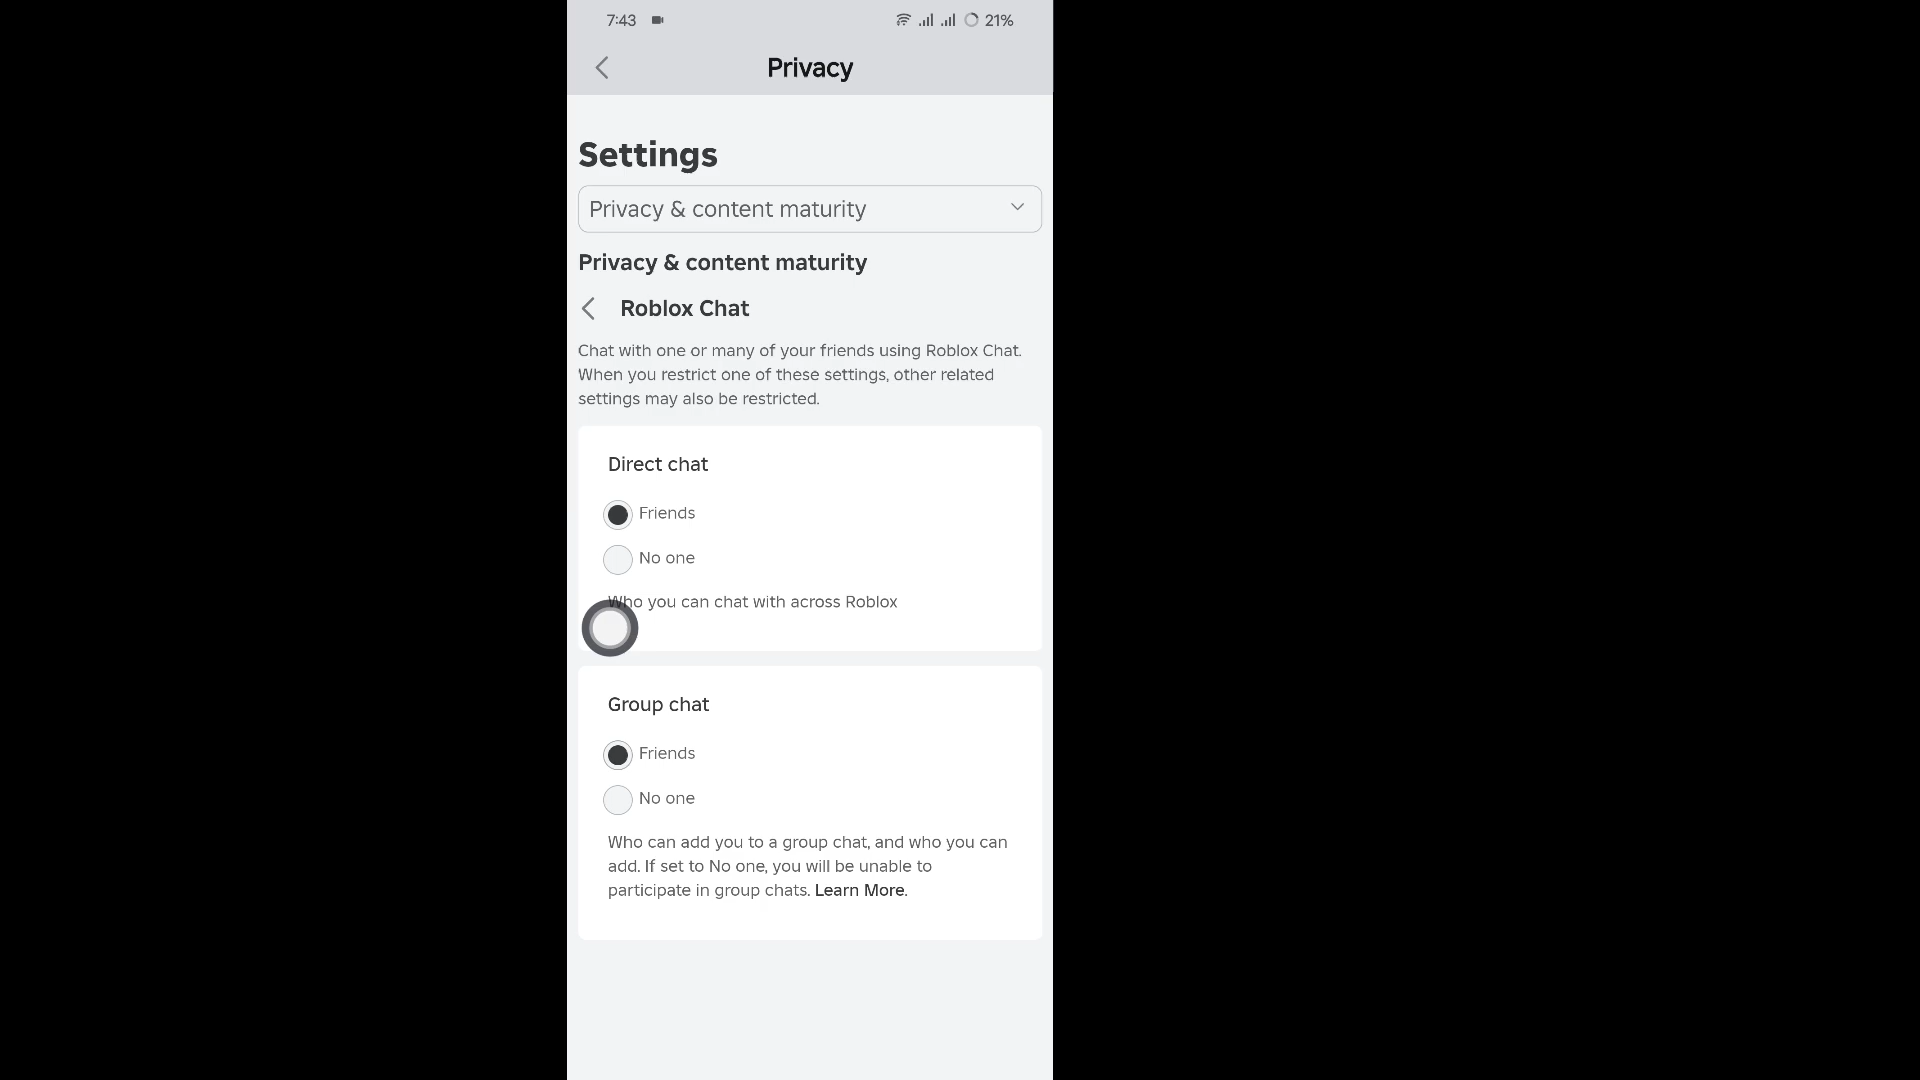 7:43
21%
Privacy
Settings
Privacy & content maturity
Privacy & content maturity
Roblox Chat
Chat with one or many of your friends using Roblox Chat.
When you restrict one of these settings, other related
settings may also be restricted.
Direct chat
Friends
No one
Who you can chat with across Roblox
Group chat
Friends
No one
Who can add you to a group chat, and who you can
add. If set to No one, you will be unable to
participate in group chats. Learn More.